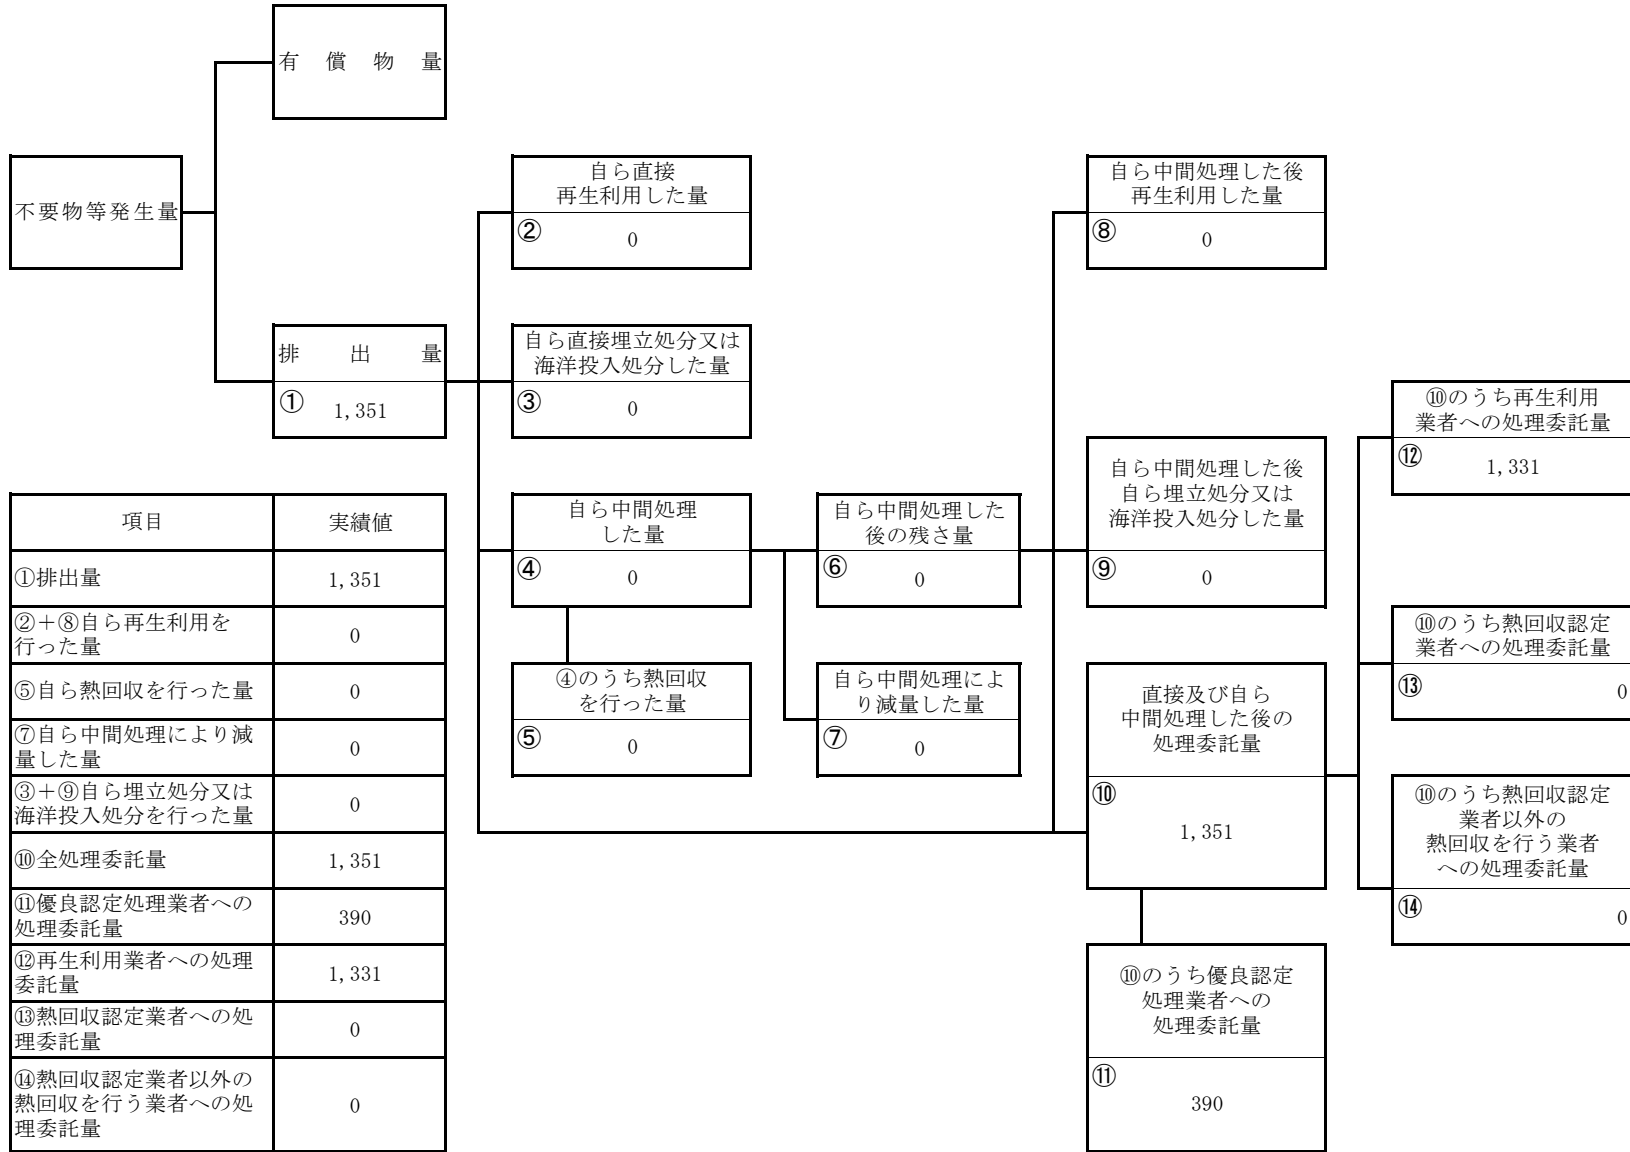 有償物量
不要物等発生量
排出量
① 1,351
自ら直接
再生利用した量
② 0
自ら直接埋立処分又は
海洋投入処分した量
③ 0
自ら中間処理
した量
④ 0
④のうち熱回収
を行った量
⑤ 0
自ら中間処理した
後の残さ量
⑥ 0
自ら中間処理によ
り減量した量
⑦ 0
自ら中間処理した後
再生利用した量
⑧ 0
自ら中間処理した後
自ら埋立処分又は
海洋投入処分した量
⑨ 0
直接及び自ら
中間処理した後の
処理委託量
⑩
1,351
⑩のうち優良認定
処理業者への
処理委託量
⑪
390
⑩のうち再生利用
業者への処理委託量
⑫ 1,331
⑩のうち熱回収認定
業者への処理委託量
⑬ 0
⑩のうち熱回収認定
業者以外の
熱回収を行う業者
への処理委託量
⑭ 0
項目 実績値
①排出量 1,351
②＋⑧自ら再生利用を
行った量 0
⑤自ら熱回収を行った量 0
⑦自ら中間処理により減
量した量 0
③＋⑨自ら埋立処分又は
海洋投入処分を行った量 0
⑩全処理委託量 1,351
⑪優良認定処理業者への
処理委託量 390
⑫再生利用業者への処理
委託量 1,331
⑬熱回収認定業者への処
理委託量 0
⑭熱回収認定業者以外の
熱回収を行う業者への処
理委託量 0